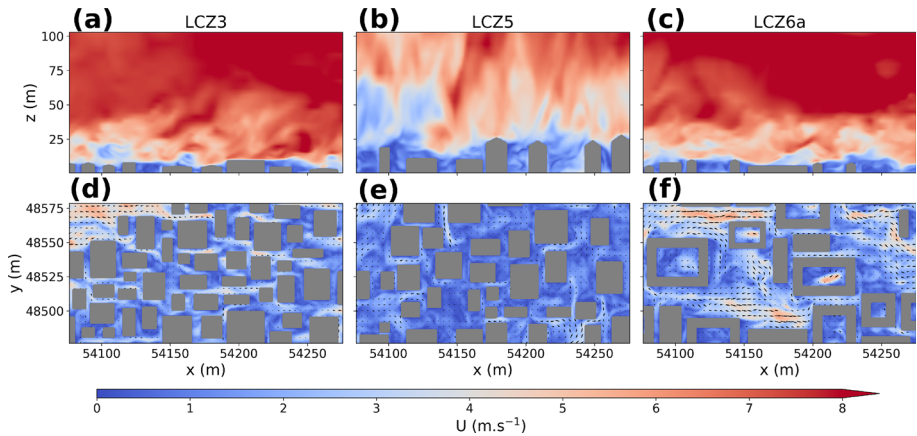 (a) LCZ3 (b) LCZ5 (c) LCZ6a
100
75
50
25
z (m)
(d) (e) (f)
48575
48550
48525
48500
y (m)
54100 54150 54200 54250 54100 54150 54200 54250 54100 54150 54200 54250
x (m) x (m) x (m)
0 1 2 3 4 5 6 7 8
U (m.s⁻¹)